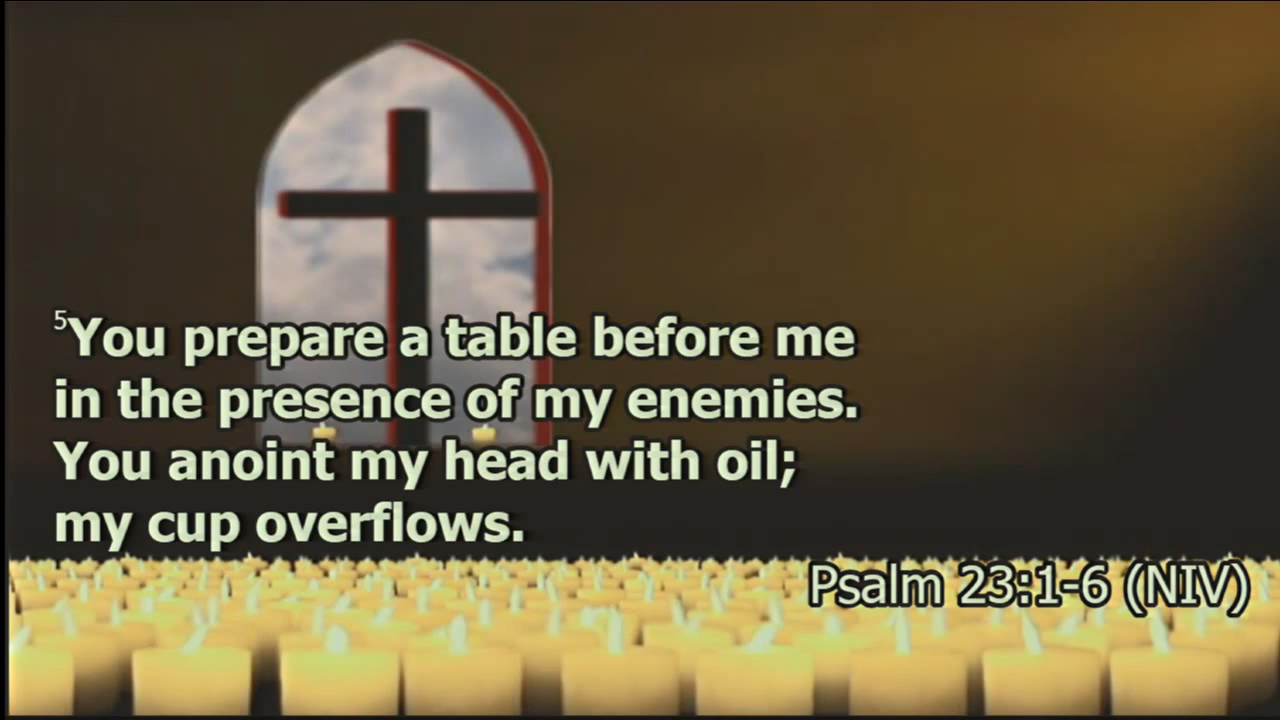 ⁵You prepare a table before me
in the presence of my enemies.
You anoint my head with oil;
my cup overflows.
Psalm 23:1-6 (NIV)